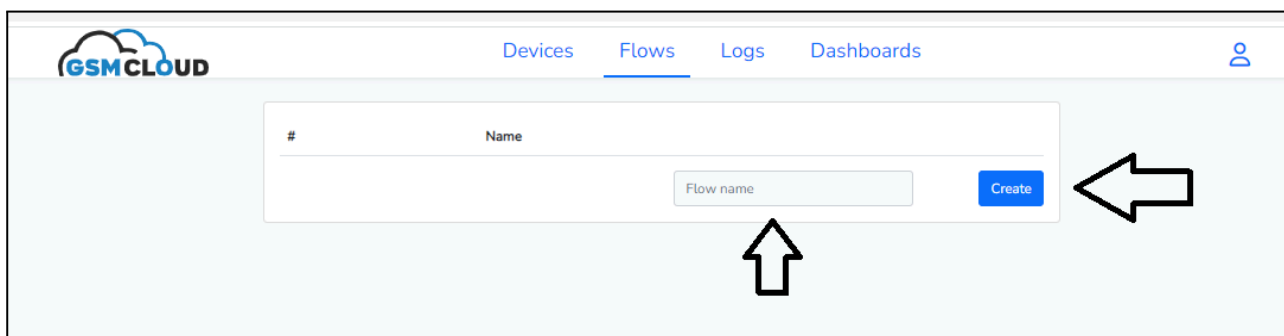 GSMCLOUD
Devices Flows Logs Dashboards
# Name
Flow name Create